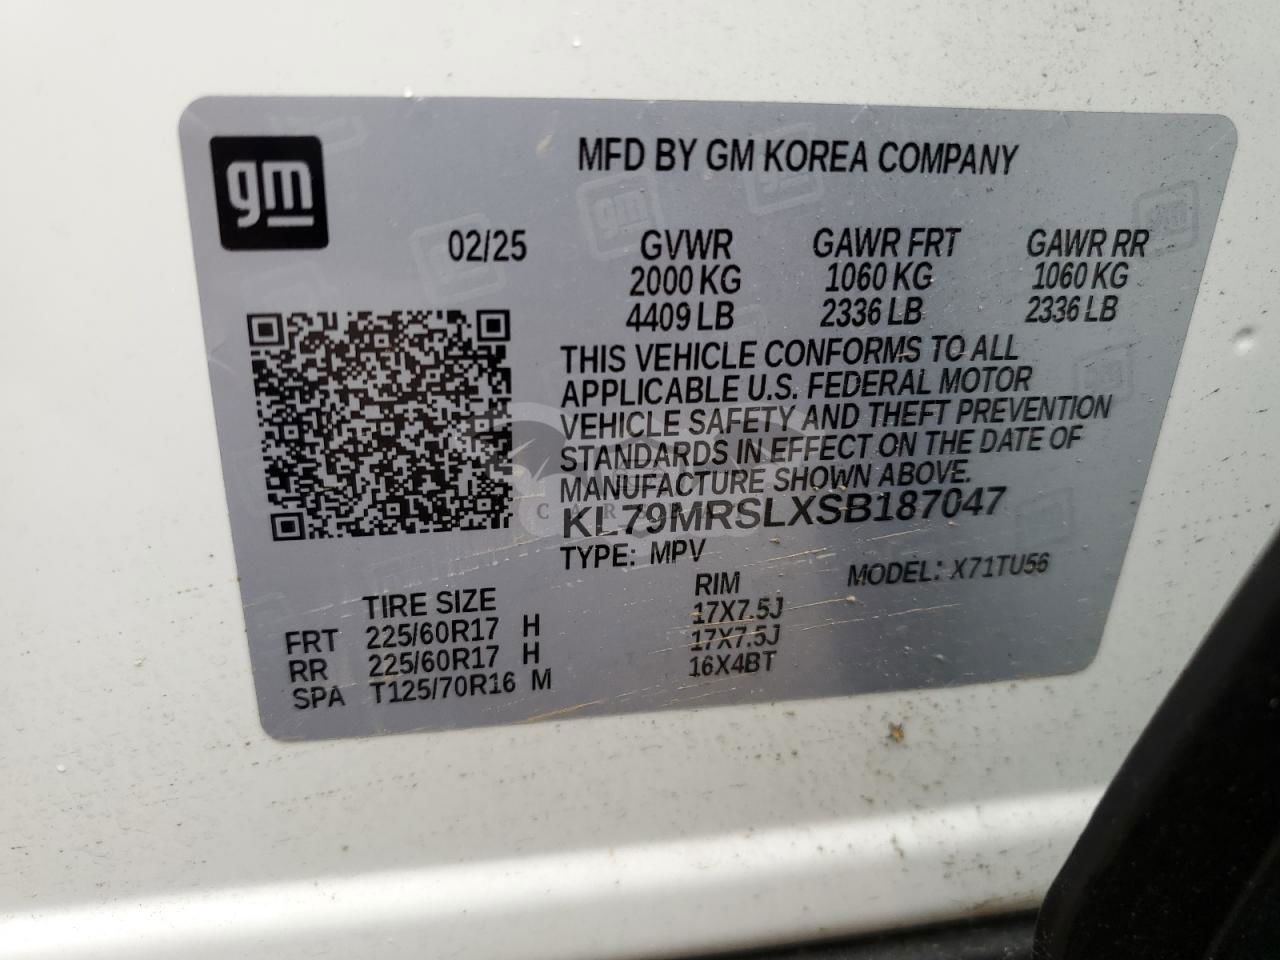 gm
MFD BY GM KOREA COMPANY
02/25
GVWR GAWR FRT GAWR RR
2000 KG 1060 KG 1060 KG
4409 LB 2336 LB 2336 LB
THIS VEHICLE CONFORMS TO ALL
APPLICABLE U.S. FEDERAL MOTOR
VEHICLE SAFETY AND THEFT PREVENTION
STANDARDS IN EFFECT ON THE DATE OF
MANUFACTURE SHOWN ABOVE.
KL79MRSLXSB187047
TYPE: MPV
MODEL: X71TU56
TIRE SIZE RIM
FRT 225/60R17 H 17X7.5J
RR 225/60R17 H 17X7.5J
SPA T125/70R16 M 16X4BT